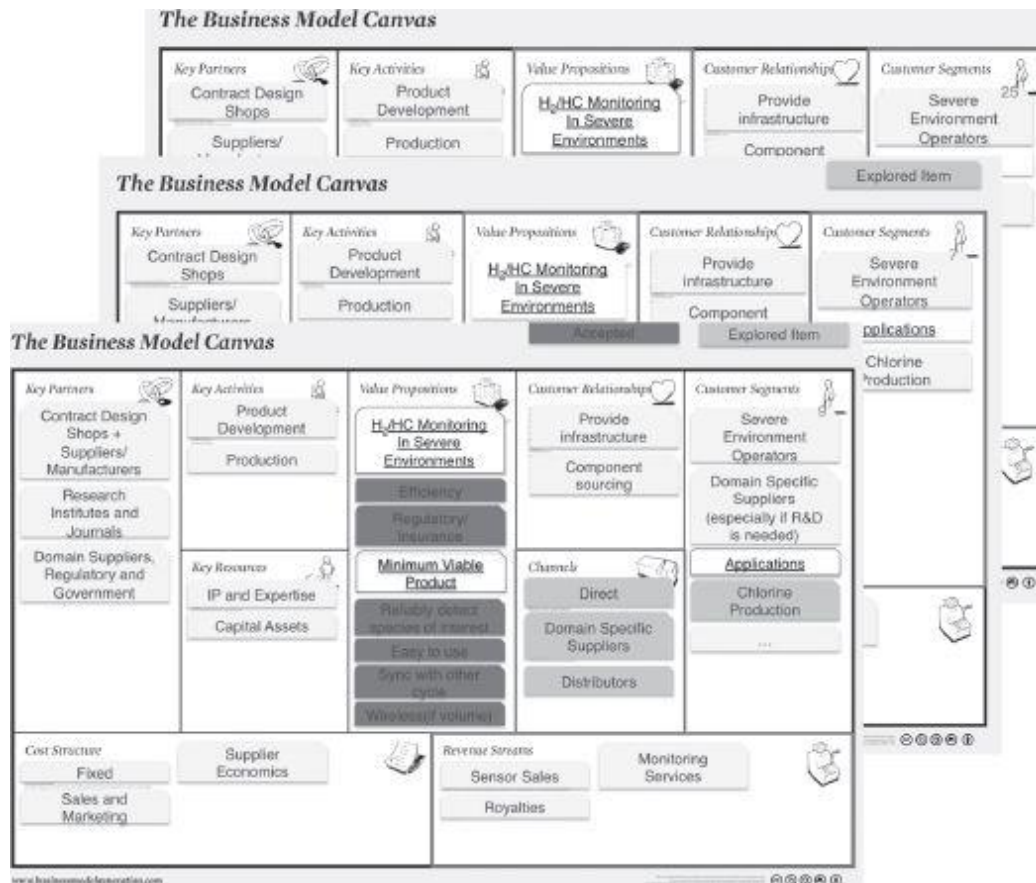 The Business Model Canvas
Key Partners
Contract Design
Shops
Suppliers/
Key Activities
Product
Development
Production
Value Propositions
H2/HC Monitoring
In Severe
Environments
Customer Relationships
Provide
infrastructure
Component
Customer Segments
25
Severe
Environment
Operators
The Business Model Canvas
Explored Item
Key Partners
Contract Design
Shops
Suppliers/
Manufacturers
Key Activities
Product
Development
Production
Value Propositions
H2/HC Monitoring
In Severe
Environments
Customer Relationships
Provide
infrastructure
Component
Customer Segments
Severe
Environment
Operators
Applications
Chlorine
Production
The Business Model Canvas
Accepted
Explored Item
Key Partners
Contract Design
Shops +
Suppliers/
Manufacturers
Research
Institutes and
Journals
Domain Suppliers,
Regulatory and
Government
Key Activities
Product
Development
Production
Key Resources
IP and Expertise
Capital Assets
Value Propositions
H2/HC Monitoring
In Severe
Environments
Efficiency
Regulatory/
Insurance
Minimum Viable
Product
Reliably detect
species of interest
Easy to use
Sync with other
cycle
Wireless(if volume)
Customer Relationships
Provide
infrastructure
Component
sourcing
Channels
Direct
Domain Specific
Suppliers
Distributors
Customer Segments
Severe
Environment
Operators
Domain Specific
Suppliers
(especially if R&D
is needed)
Applications
Chlorine
Production
...
Cost Structure
Fixed
Sales and
Marketing
Supplier
Economics
Revenue Streams
Sensor Sales
Royalties
Monitoring
Services
www.businessmodelgeneration.com